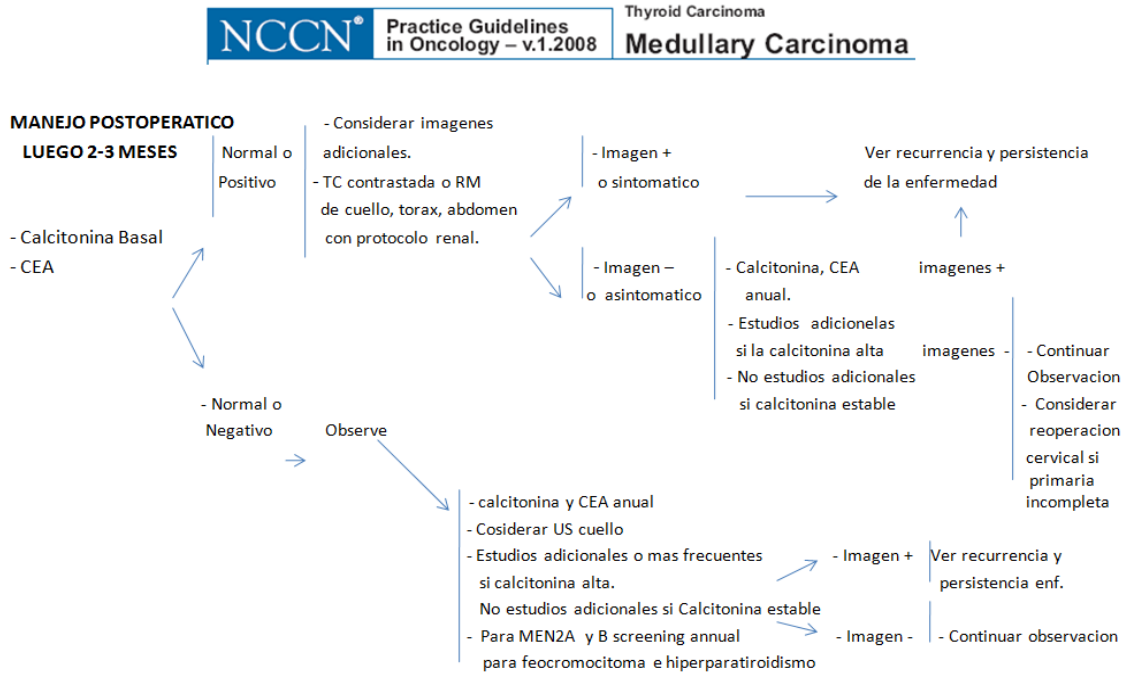 NCCN®
Practice Guidelines
in Oncology – v.1.2008
Thyroid Carcinoma
Medullary Carcinoma
MANEJO POSTOPERATICO
LUEGO 2-3 MESES
- Calcitonina Basal
- CEA
Normal o
Positivo
- Considerar imagenes
adicionales.
- TC contrastada o RM
de cuello, torax, abdomen
con protocolo renal.
- Imagen +
o sintomatico
Ver recurrencia y persistencia
de la enfermedad
- Imagen –
o asintomatico
- Calcitonina, CEA
anual.
- Estudios adicionelas
si la calcitonina alta
- No estudios adicionales
si calcitonina estable
imagenes +
imagenes -
- Continuar
Observacion
- Considerar
reoperacion
cervical si
primaria
incompleta
- Normal o
Negativo
Observe
- calcitonina y CEA anual
- Cosiderar US cuello
- Estudios adicionales o mas frecuentes
si calcitonina alta.
No estudios adicionales si Calcitonina estable
- Para MEN2A y B screening annual
para feocromocitoma e hiperparatiroidismo
- Imagen +
Ver recurrencia y
persistencia enf.
- Imagen -
- Continuar observacion